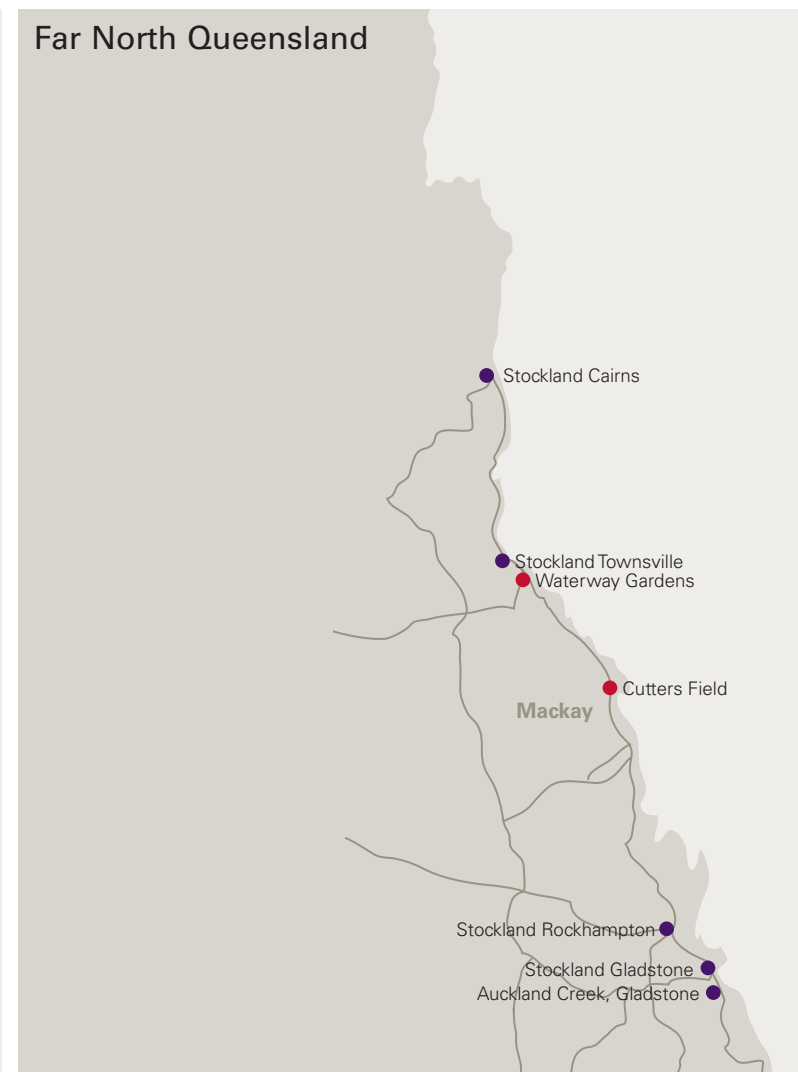 Far North Queensland
Stockland Cairns
Stockland Townsville
Waterway Gardens
Cutters Field
Mackay
Stockland Rockhampton
Stockland Gladstone
Auckland Creek, Gladstone